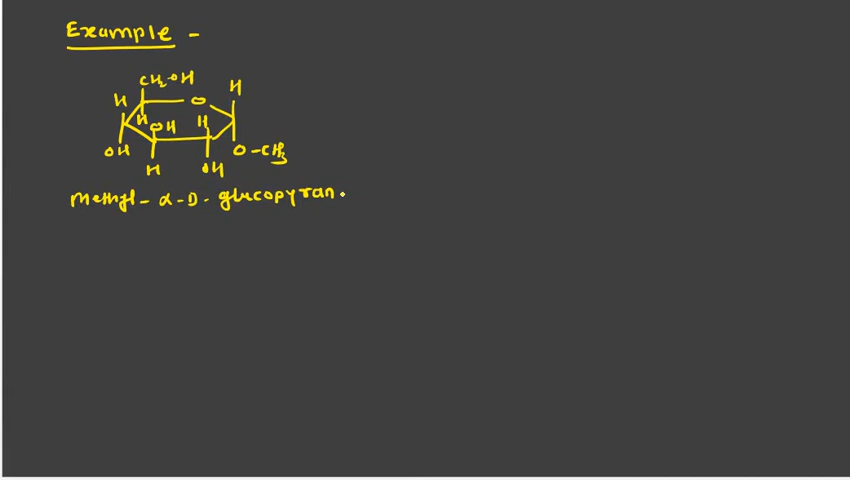 Example -
CH₂OH
H O H
H OH H
OH O-CH₃
H OH
Methyl-α-D-glucopyran.